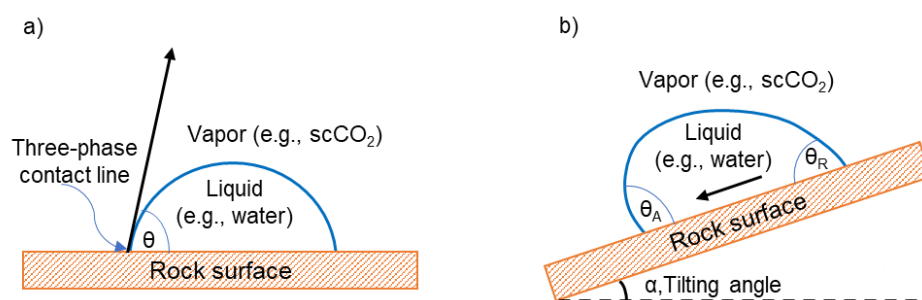 a)
Vapor (e.g., scCO₂)
Three-phase
contact line
Liquid
(e.g., water)
θ
Rock surface
b)
Vapor (e.g., scCO₂)
Liquid
(e.g., water)
θR
θA
Rock surface
α,Tilting angle